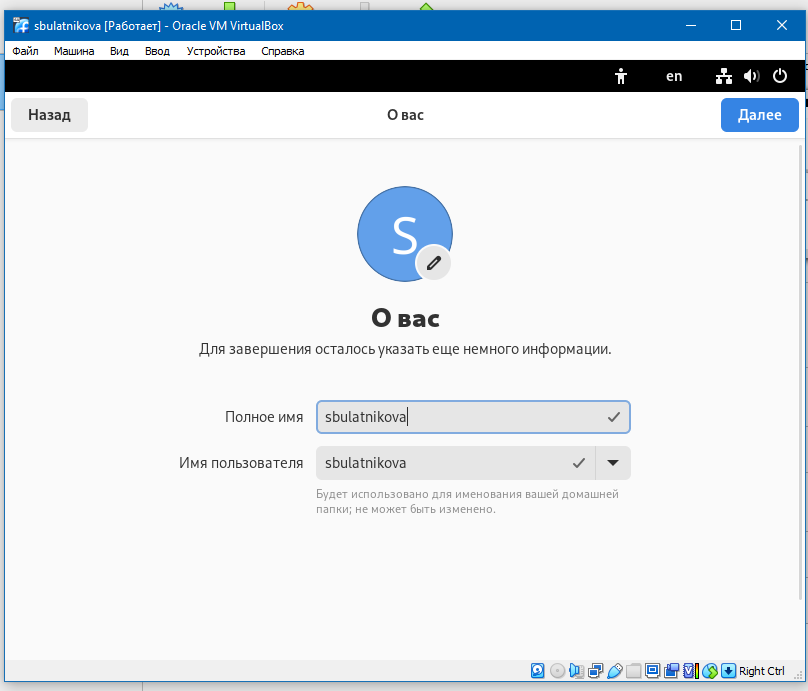 sbulatnikova [Работает] - Oracle VM VirtualBox
Файл Машина Вид Ввод Устройства Справка
en
Назад О вас Далее
S
О вас
Для завершения осталось указать еще немного информации.
Полное имя sbulatnikova
Имя пользователя sbulatnikova
Будет использовано для именования вашей домашней
папки; не может быть изменено.
Right Ctrl